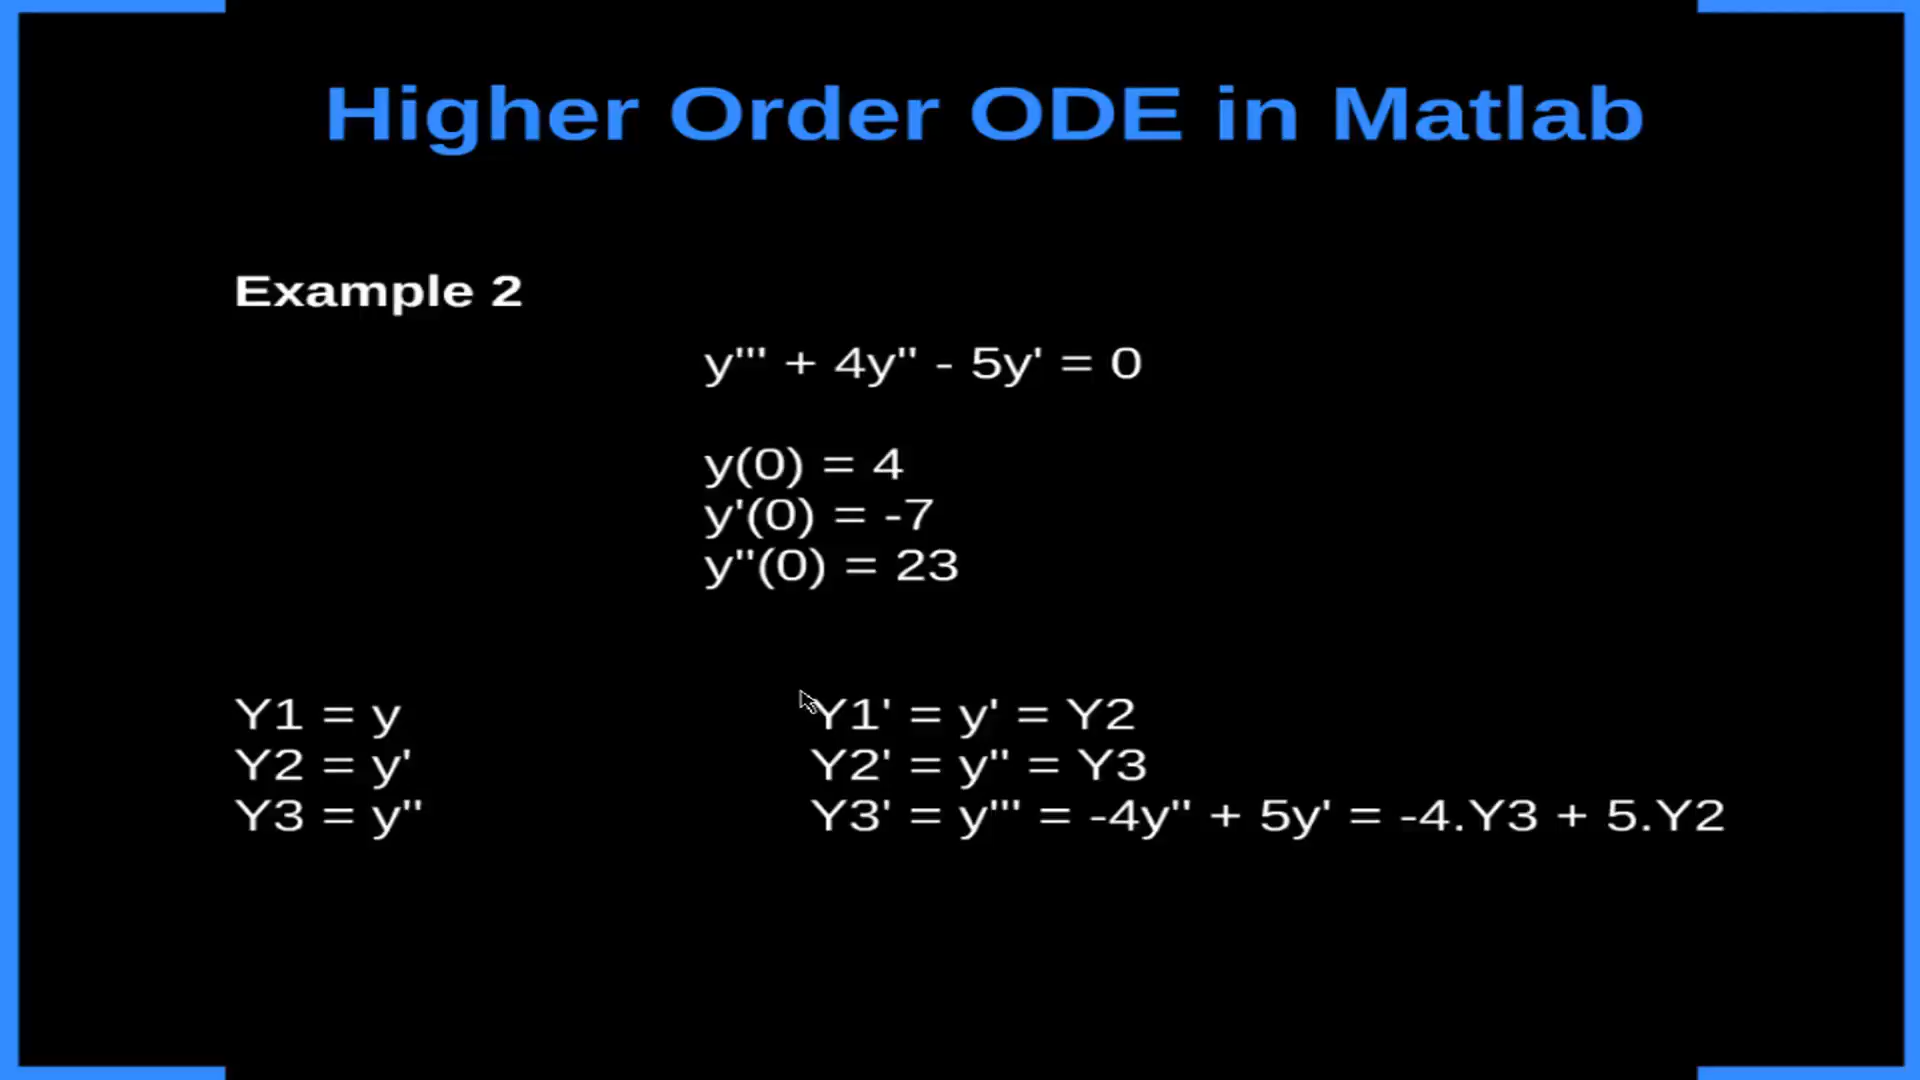 Higher Order ODE in Matlab
Example 2
y''' + 4y'' - 5y' = 0
y(0) = 4
y'(0) = -7
y''(0) = 23
Y1 = y
Y2 = y'
Y3 = y''
Y1' = y' = Y2
Y2' = y'' = Y3
Y3' = y''' = -4y'' + 5y' = -4.Y3 + 5.Y2